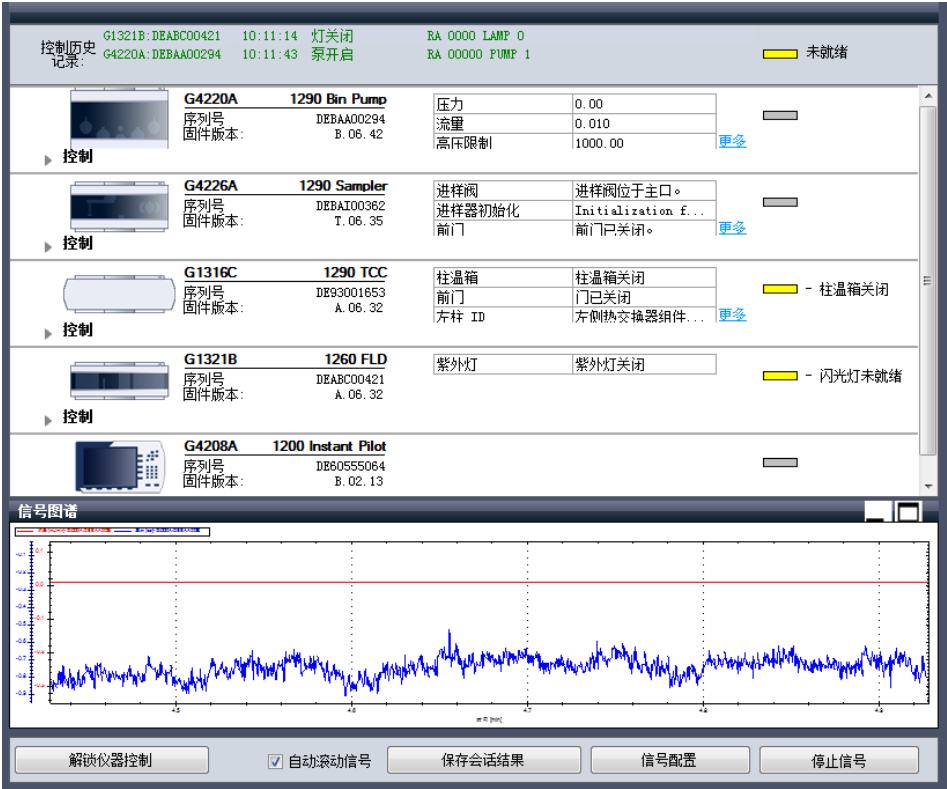 控制历史 G1321B:DEABC00421 10:11:14 灯关闭 RA 0000 LAMP 0
记录: G4220A:DEBAA00294 10:11:43 泵开启 RA 00000 PUMP 1
未就绪
G4220A 1290 Bin Pump
序列号 DEBAA00294
固件版本: B.06.42
控制
压力 0.00
流量 0.010
高压限制 1000.00
更多
G4226A 1290 Sampler
序列号 DEBAI00362
固件版本: T.06.35
控制
进样阀 进样阀位于主口。
进样器初始化 Initialization f...
前门 前门已关闭。
更多
G1316C 1290 TCC
序列号 DE93001653
固件版本: A.06.32
控制
柱温箱 柱温箱关闭
前门 门已关闭
左柱 ID 左侧热交换器组件...
更多
- 柱温箱关闭
G1321B 1260 FLD
序列号 DEABC00421
固件版本: A.06.32
控制
紫外灯 紫外灯关闭
- 闪光灯未就绪
G4208A 1200 Instant Pilot
序列号 DE60555064
固件版本: B.02.13
信号图谱
4.5 4.6 4.7 4.8 4.9
[min]
解锁仪器控制 自动滚动信号 保存会话结果 信号配置 停止信号